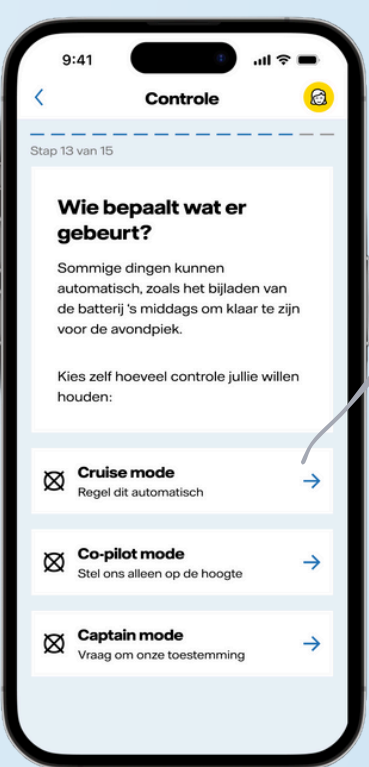 9:41
Controle
Stap 13 van 15
Wie bepaalt wat er
gebeurt?
Sommige dingen kunnen
automatisch, zoals het bijladen van
de batterij 's middags om klaar te zijn
voor de avondpiek.
Kies zelf hoeveel controle jullie willen
houden:
Cruise mode
Regel dit automatisch
Co-pilot mode
Stel ons alleen op de hoogte
Captain mode
Vraag om onze toestemming